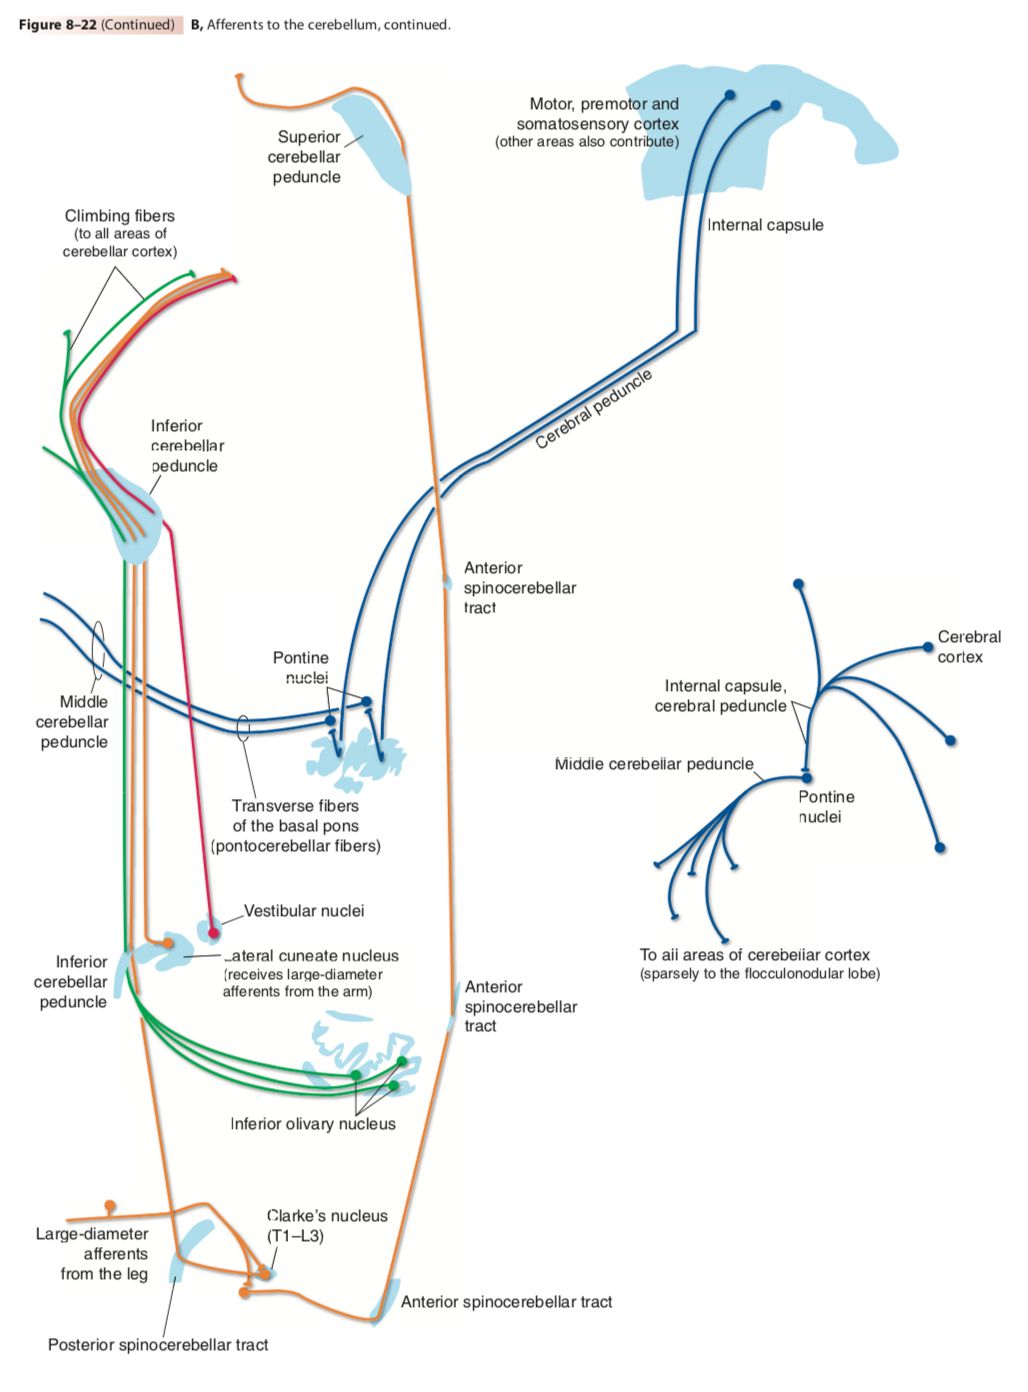 Figure 8–22 (Continued) B, Afferents to the cerebellum, continued.
Motor, premotor and
somatosensory cortex
(other areas also contribute)
Superior
cerebellar
peduncle
Climbing fibers
(to all areas of
cerebellar cortex)
Internal capsule
Cerebral peduncle
Inferior
cerebellar
peduncle
Anterior
spinocerebellar
tract
Pontine
nuclei
Middle
cerebellar
peduncle
Cerebral
cortex
Internal capsule,
cerebral peduncle
Middle cerebellar peduncle
Pontine
nuclei
Transverse fibers
of the basal pons
(pontocerebellar fibers)
Vestibular nuclei
Lateral cuneate nucleus
(receives large-diameter
afferents from the arm)
To all areas of cerebellar cortex
(sparsely to the flocculonodular lobe)
Inferior
cerebellar
peduncle
Anterior
spinocerebellar
tract
Inferior olivary nucleus
Large-diameter
afferents
from the leg
Clarke's nucleus
(T1–L3)
Anterior spinocerebellar tract
Posterior spinocerebellar tract